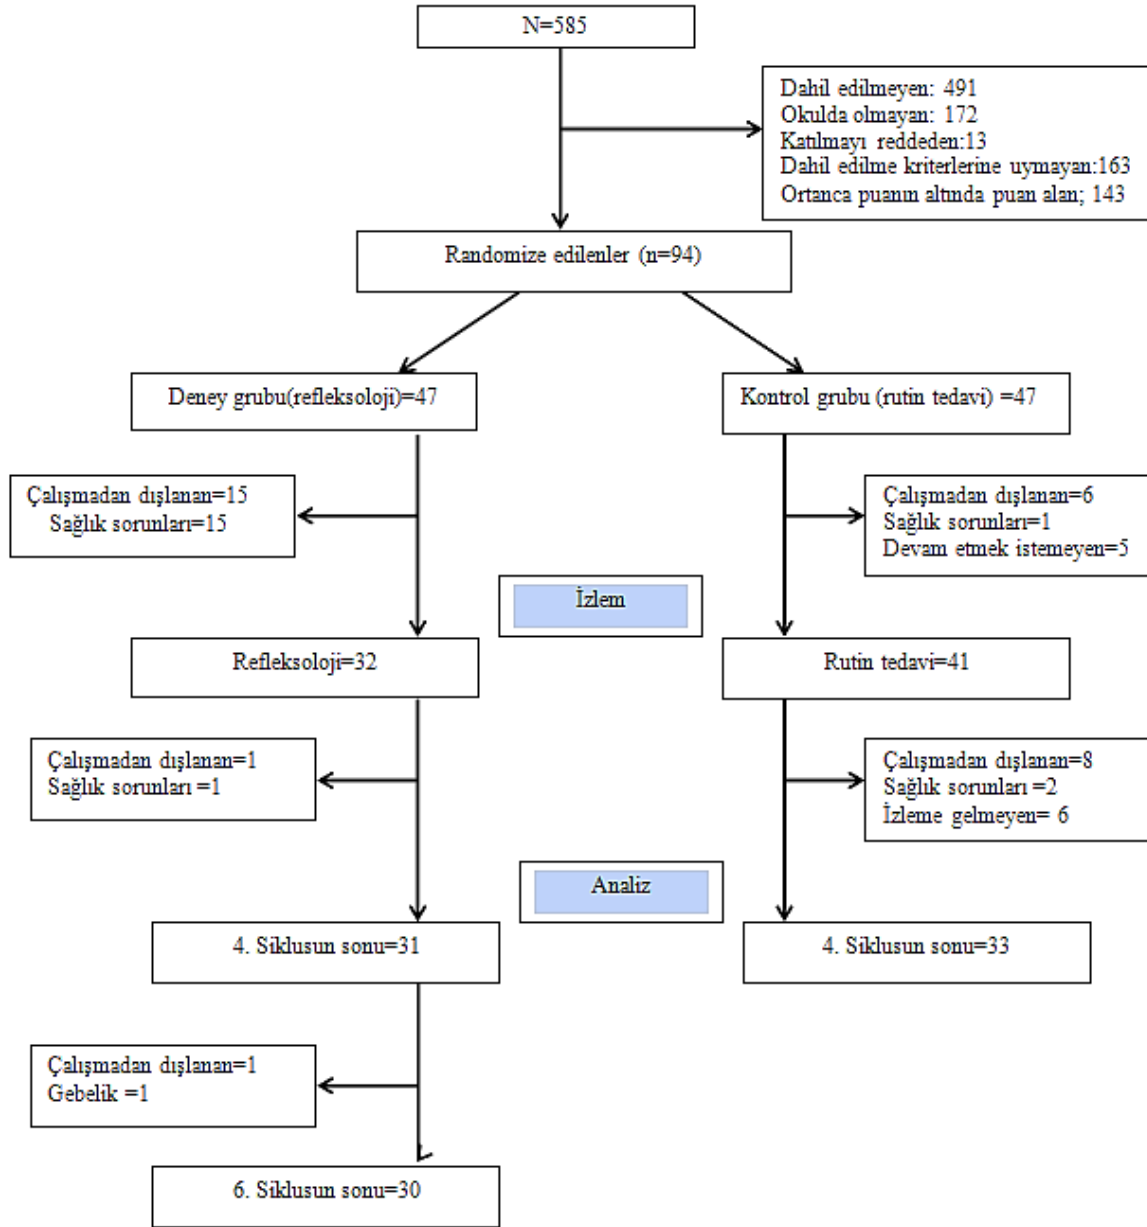 N=585
Dahil edilmeyen: 491
Okulda olmayan: 172
Katılmayı reddeden:13
Dahil edilme kriterlerine uymayan:163
Ortanca puanın altında puan alan; 143
Randomize edilenler (n=94)
Deney grubu(refleksoloji)=47
Kontrol grubu (rutin tedavi) =47
Çalışmadan dışlanan=15
Sağlık sorunları=15
Çalışmadan dışlanan=6
Sağlık sorunları=1
Devam etmek istemeyen=5
İzlem
Refleksoloji=32
Rutin tedavi=41
Çalışmadan dışlanan=1
Sağlık sorunları =1
Çalışmadan dışlanan=8
Sağlık sorunları =2
İzleme gelmeyen= 6
Analiz
4. Siklusun sonu=31
4. Siklusun sonu=33
Çalışmadan dışlanan=1
Gebelik =1
6. Siklusun sonu=30